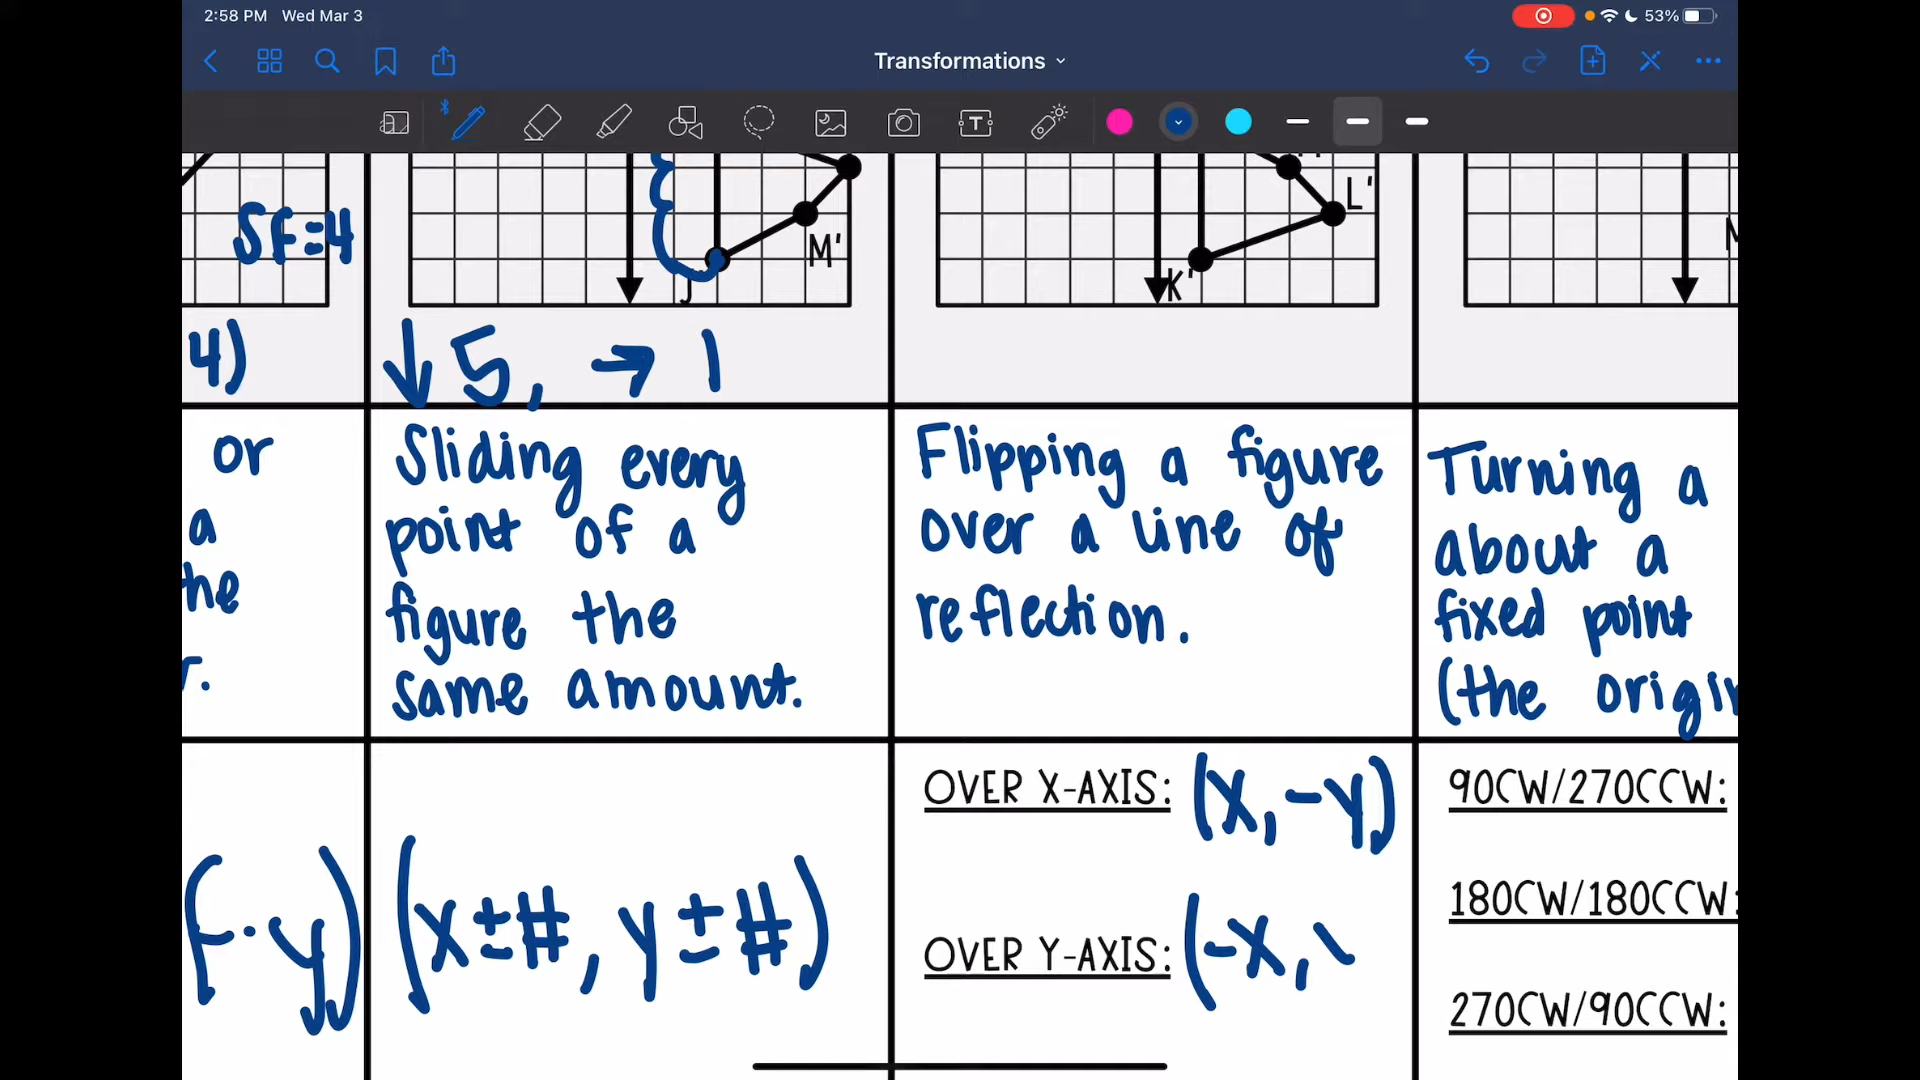 2:58 PM Wed Mar 3
53%
Transformations
T
SF=4
M'
J
L'
K'
4)
↓ 5, → 1
or
a
he
r.
Sliding every
point of a
figure the
same amount.
Flipping a figure
over a line of
reflection.
Turning a
about a
fixed point
(the origin
· y)
(x ± #, y ± #)
OVER X-AXIS: (x, -y)
OVER Y-AXIS: (-x,
90CW/270CCW:
180CW/180CCW:
270CW/90CCW: